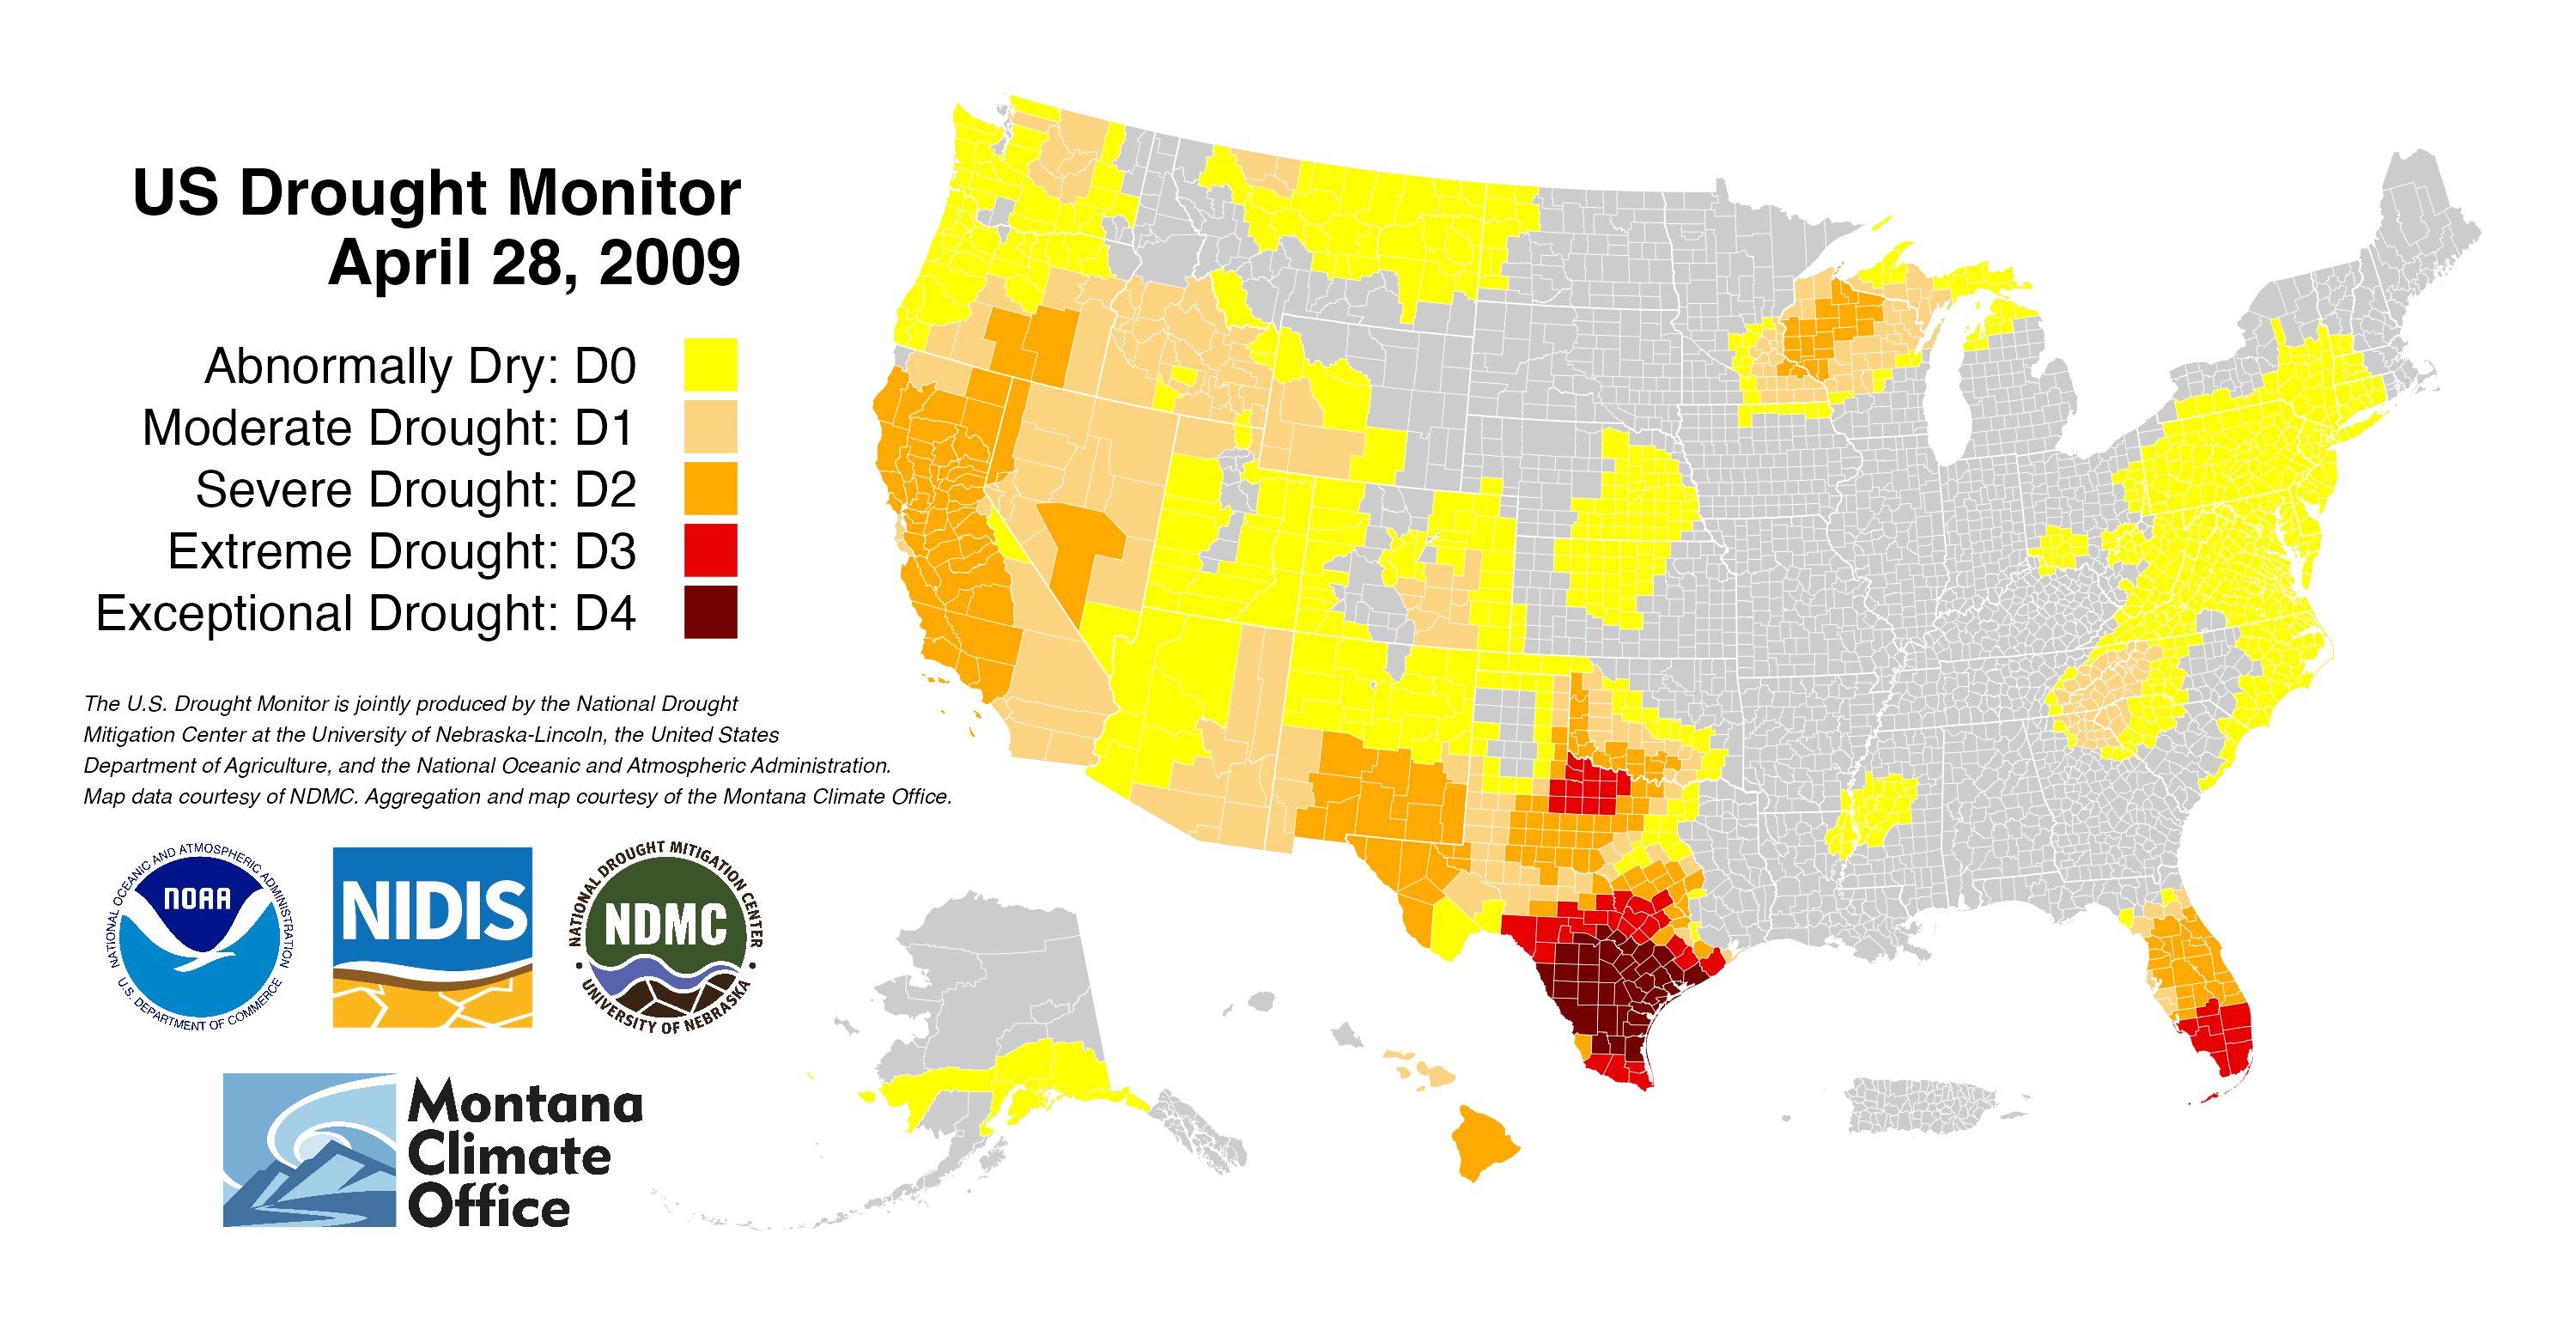 US Drought Monitor
April 28, 2009
Abnormally Dry: D0
Moderate Drought: D1
Severe Drought: D2
Extreme Drought: D3
Exceptional Drought: D4
The U.S. Drought Monitor is jointly produced by the National Drought
Mitigation Center at the University of Nebraska-Lincoln, the United States
Department of Agriculture, and the National Oceanic and Atmospheric Administration.
Map data courtesy of NDMC. Aggregation and map courtesy of the Montana Climate Office.
NATIONAL OCEANIC AND ATMOSPHERIC ADMINISTRATION
NOAA
U.S. DEPARTMENT OF COMMERCE
NIDIS
NATIONAL DROUGHT MITIGATION CENTER
NDMC
UNIVERSITY OF NEBRASKA
Montana
Climate
Office